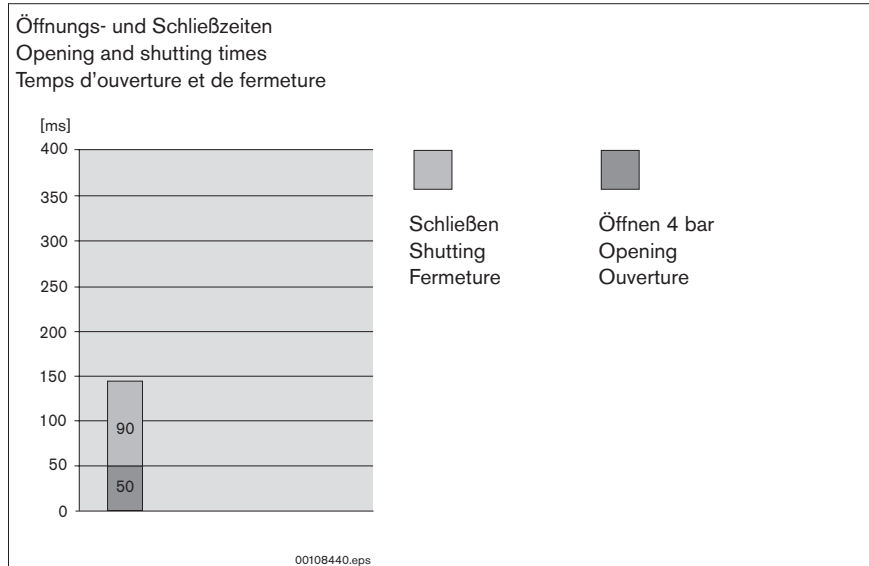 Öffnungs- und Schließzeiten
Opening and shutting times
Temps d'ouverture et de fermeture
[ms]
400
350
300
250
200
150
100
50
0
90
50
Schließen
Shutting
Fermeture
Öffnen 4 bar
Opening
Ouverture
00108440.eps